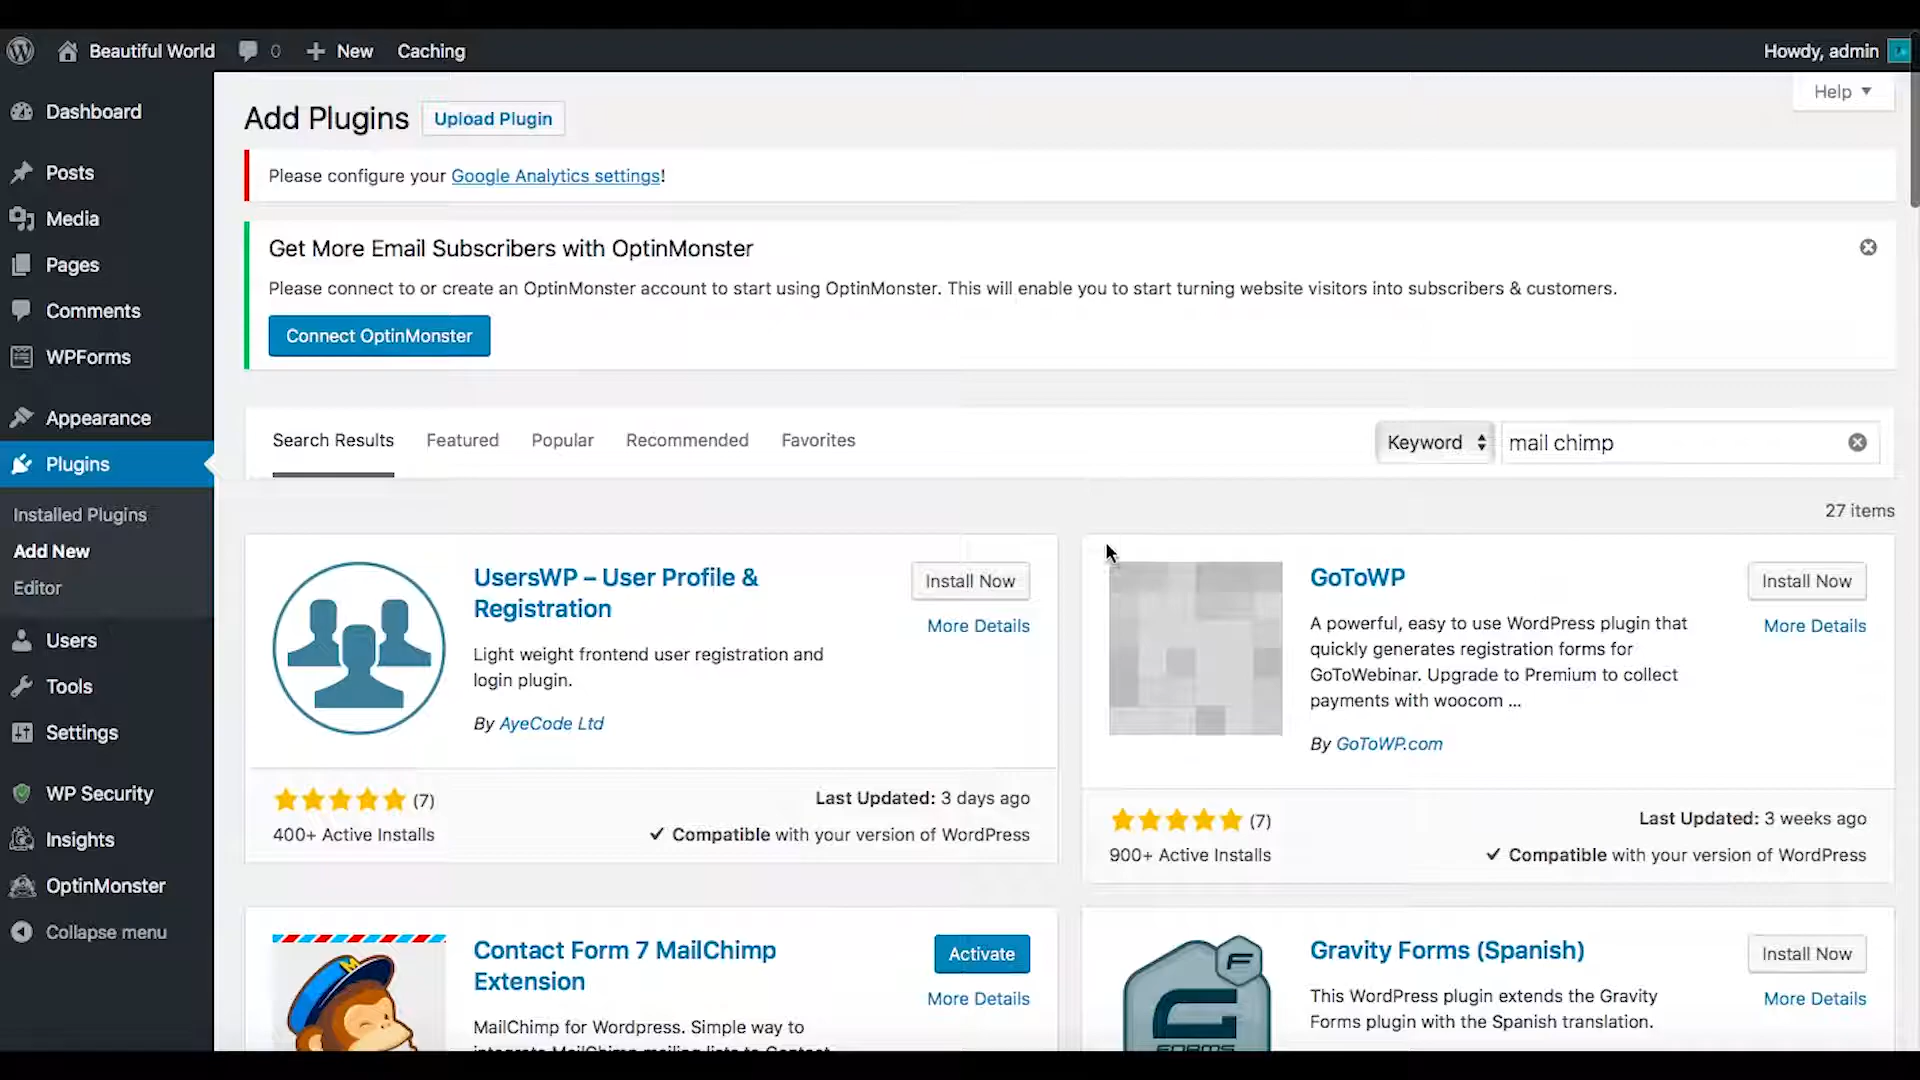 Beautiful World 0 New Caching Howdy, admin
Dashboard
Posts
Media
Pages
Comments
WPForms
Appearance
Plugins
Installed Plugins
Add New
Editor
Users
Tools
Settings
WP Security
Insights
OptinMonster
Collapse menu
Help
Add Plugins Upload Plugin
Please configure your Google Analytics settings!
Get More Email Subscribers with OptinMonster
Please connect to or create an OptinMonster account to start using OptinMonster. This will enable you to start turning website visitors into subscribers & customers.
Connect OptinMonster
Search Results Featured Popular Recommended Favorites Keyword mail chimp
27 items
UsersWP – User Profile &
Registration
Install Now
More Details
Light weight frontend user registration and
login plugin.
By AyeCode Ltd
(7)
400+ Active Installs
Last Updated: 3 days ago
Compatible with your version of WordPress
GoToWP
Install Now
More Details
A powerful, easy to use WordPress plugin that
quickly generates registration forms for
GoToWebinar. Upgrade to Premium to collect
payments with woocom ...
By GoToWP.com
(7)
900+ Active Installs
Last Updated: 3 weeks ago
Compatible with your version of WordPress
Contact Form 7 MailChimp
Extension
Activate
More Details
MailChimp for Wordpress. Simple way to
integrate MailChimp mailing lists to Contact
Gravity Forms (Spanish)
Install Now
More Details
This WordPress plugin extends the Gravity
Forms plugin with the Spanish translation.